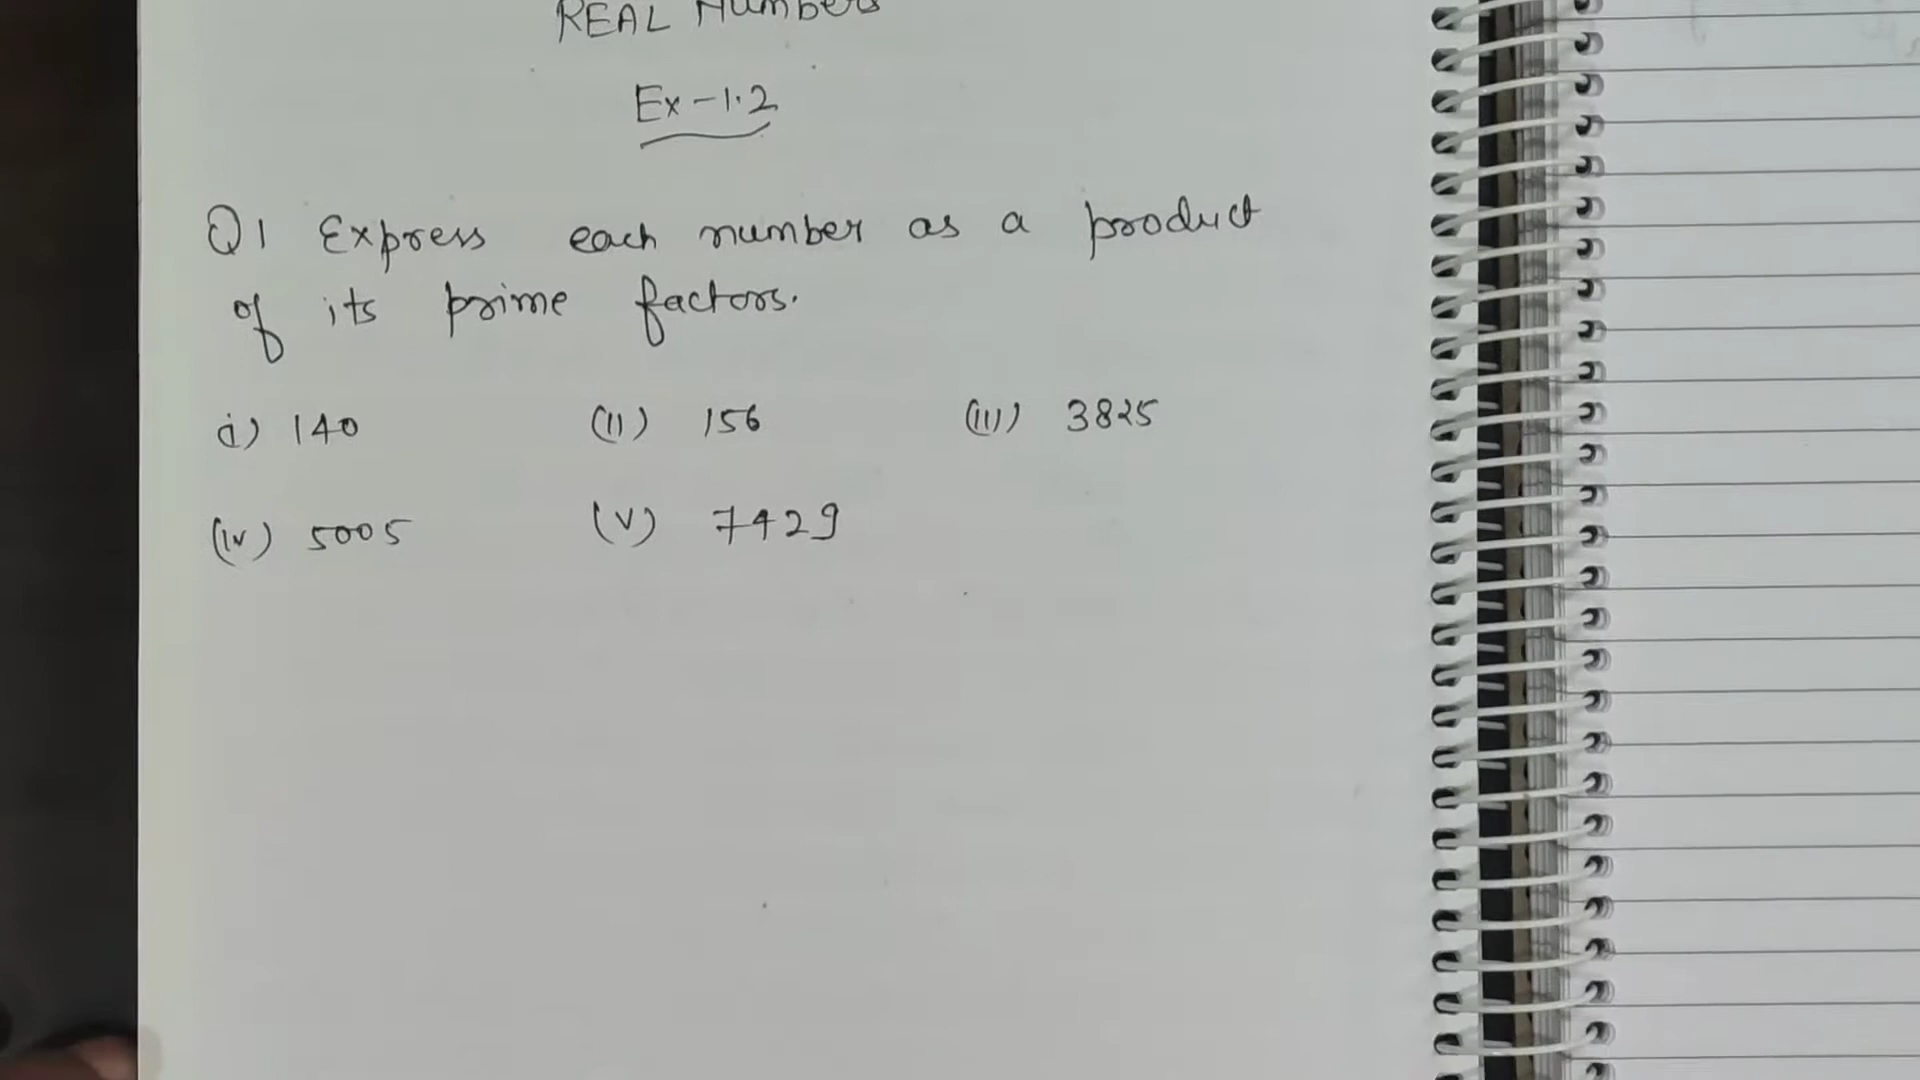 REAL Numbers
Ex-1.2
Q1 Express each number as a product
of its prime factors.
i) 140 (II) 156 (III) 3825
(iv) 5005 (V) 7429